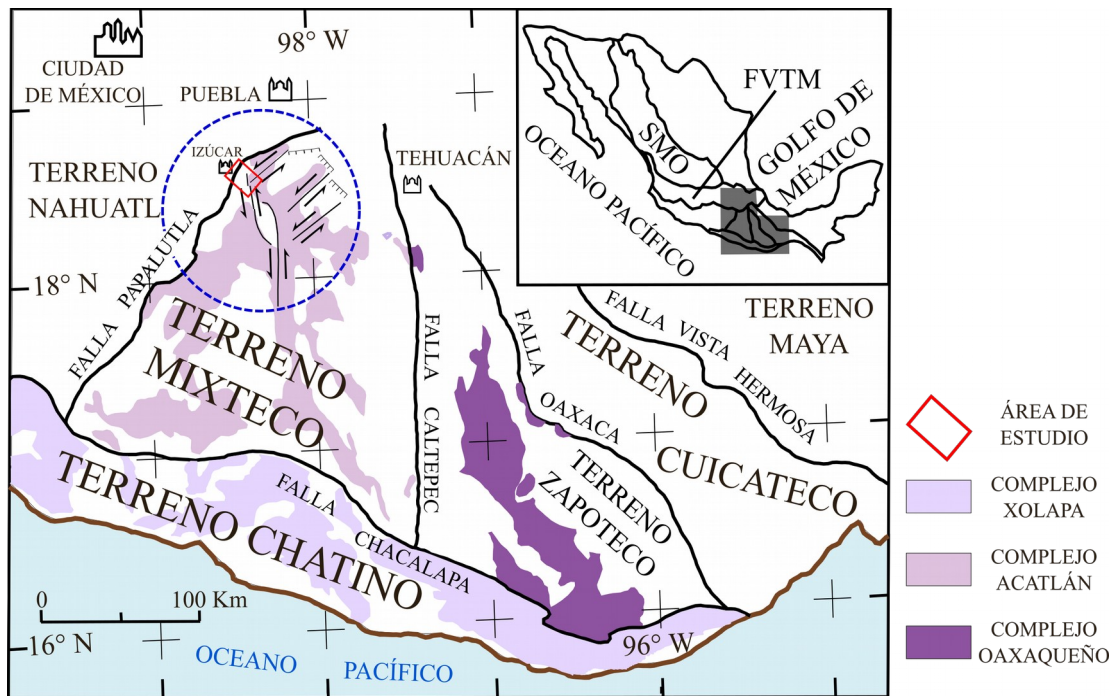 98° W
CIUDAD
DE MÉXICO
PUEBLA
IZÚCAR
TEHUACÁN
TERRENO
NAHUATL
FALLA PAPALUTLA
18° N
TERRENO
MIXTECO
FALLA CALTEPEC
FALLA OAXACA
TERRENO
ZAPOTECO
TERRENO
CUICATECO
FALLA VISTA HERMOSA
TERRENO
MAYA
TERRENO CHATINO
FALLA CHACALAPA
0 100 Km
16° N
96° W
OCEANO PACÍFICO
FVTM
SMO
GOLFO DE
MÉXICO
OCEANO PACÍFICO
ÁREA DE
ESTUDIO
COMPLEJO
XOLAPA
COMPLEJO
ACATLÁN
COMPLEJO
OAXAQUEÑO